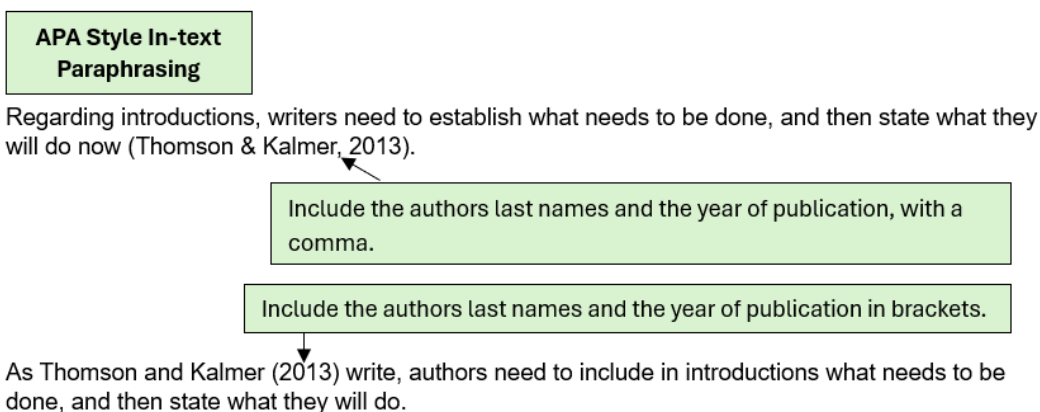 APA Style In-text
Paraphrasing
Regarding introductions, writers need to establish what needs to be done, and then state what they
will do now (Thomson & Kalmer, 2013).
Include the authors last names and the year of publication, with a
comma.
Include the authors last names and the year of publication in brackets.
As Thomson and Kalmer (2013) write, authors need to include in introductions what needs to be
done, and then state what they will do.